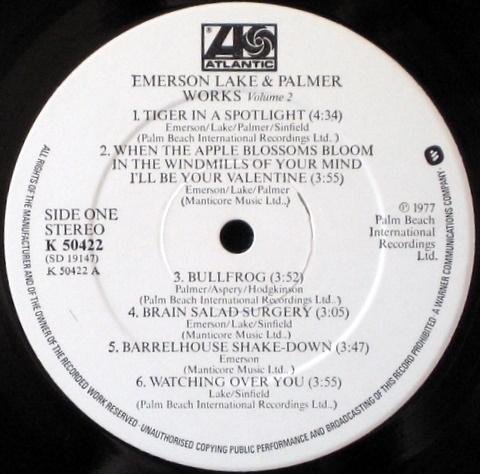 ATLANTIC
EMERSON LAKE & PALMER
WORKS Volume 2
1. TIGER IN A SPOTLIGHT (4:34)
Emerson/Lake/Palmer/Sinfield
(Palm Beach International Recordings Ltd. )
2. WHEN THE APPLE BLOSSOMS BLOOM
IN THE WINDMILLS OF YOUR MIND
I'LL BE YOUR VALENTINE (3:55)
Emerson/Lake/Palmer
(Manticore Music Ltd..)
SIDE ONE
STEREO
K 50422
(SD 19147)
K 50422 A
℗ 1977
Palm Beach
International
Recordings
Ltd.
3. BULLFROG (3:52)
Palmer/Aspery/Hodgkinson
(Palm Beach International Recordings Ltd..)
4. BRAIN SALAD SURGERY (3:05)
Emerson/Lake/Sinfield
(Manticore Music Ltd..)
5. BARRELHOUSE SHAKE-DOWN (3:47)
Emerson
(Manticore Music Ltd.. )
6. WATCHING OVER YOU (3:55)
Lake/Sinfield
(Palm Beach International Recordings Ltd..)
ALL RIGHTS OF THE MANUFACTURER AND OF THE OWNER OF THE RECORDED WORK RESERVED. UNAUTHORISED COPYING PUBLIC PERFORMANCE AND BROADCASTING OF THIS RECORD PROHIBITED · A WARNER COMMUNICATIONS COMPANY ·